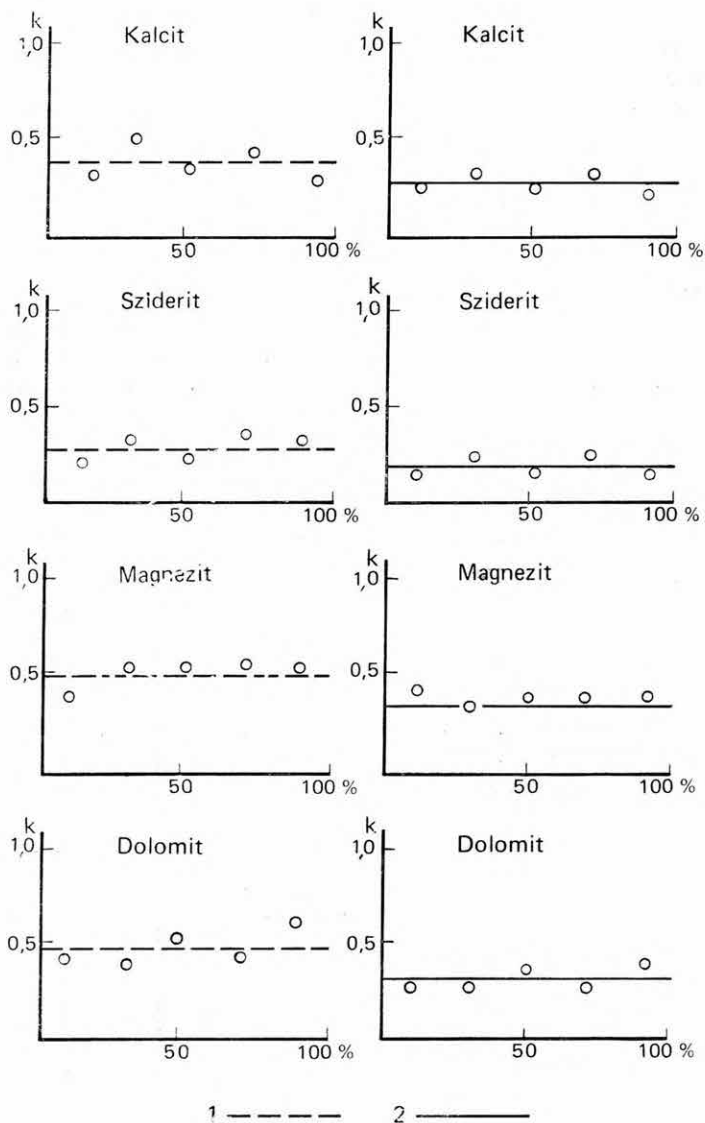 k
1,0 Kalcit Kalcit 1,0
0,5 0,5
50 100 % 50 100 %
k k
1,0 Sziderit Sziderit 1,0
0,5 0,5
50 100 % 50 100 %
k k
1,0 Magnezit Magnezit 1,0
0,5 0,5
50 100 % 50 100 %
k k
1,0 Dolomit Dolomit 1,0
0,5 0,5
50 100 % 50 100 %
1 2